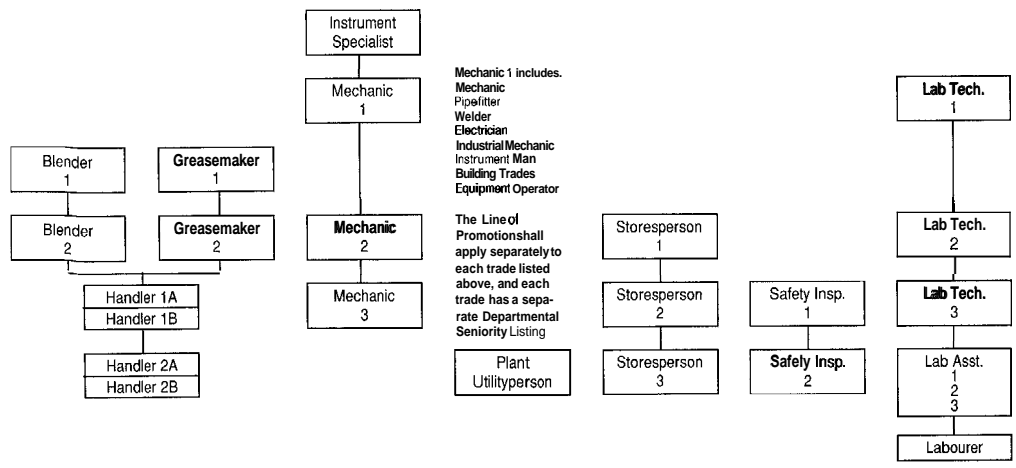 Instrument
Specialist
Mechanic
1
Mechanic
2
Mechanic
3
Blender
1
Blender
2
Greasemaker
1
Greasemaker
2
Handler 1A
Handler 1B
Handler 2A
Handler 2B
Mechanic 1 includes.
Mechanic
Pipefitter
Welder
Electrician
Industrial Mechanic
Instrument Man
Building Trades
Equipment Operator
The Line of
Promotion shall
apply separately to
each trade listed
above, and each
trade has a sepa-
rate Departmental
Seniority Listing
Plant
Utilityperson
Storesperson
1
Storesperson
2
Storesperson
3
Safety Insp.
1
Safety Insp.
2
Lab Tech.
1
Lab Tech.
2
Lab Tech.
3
Lab Asst.
1
2
3
Labourer